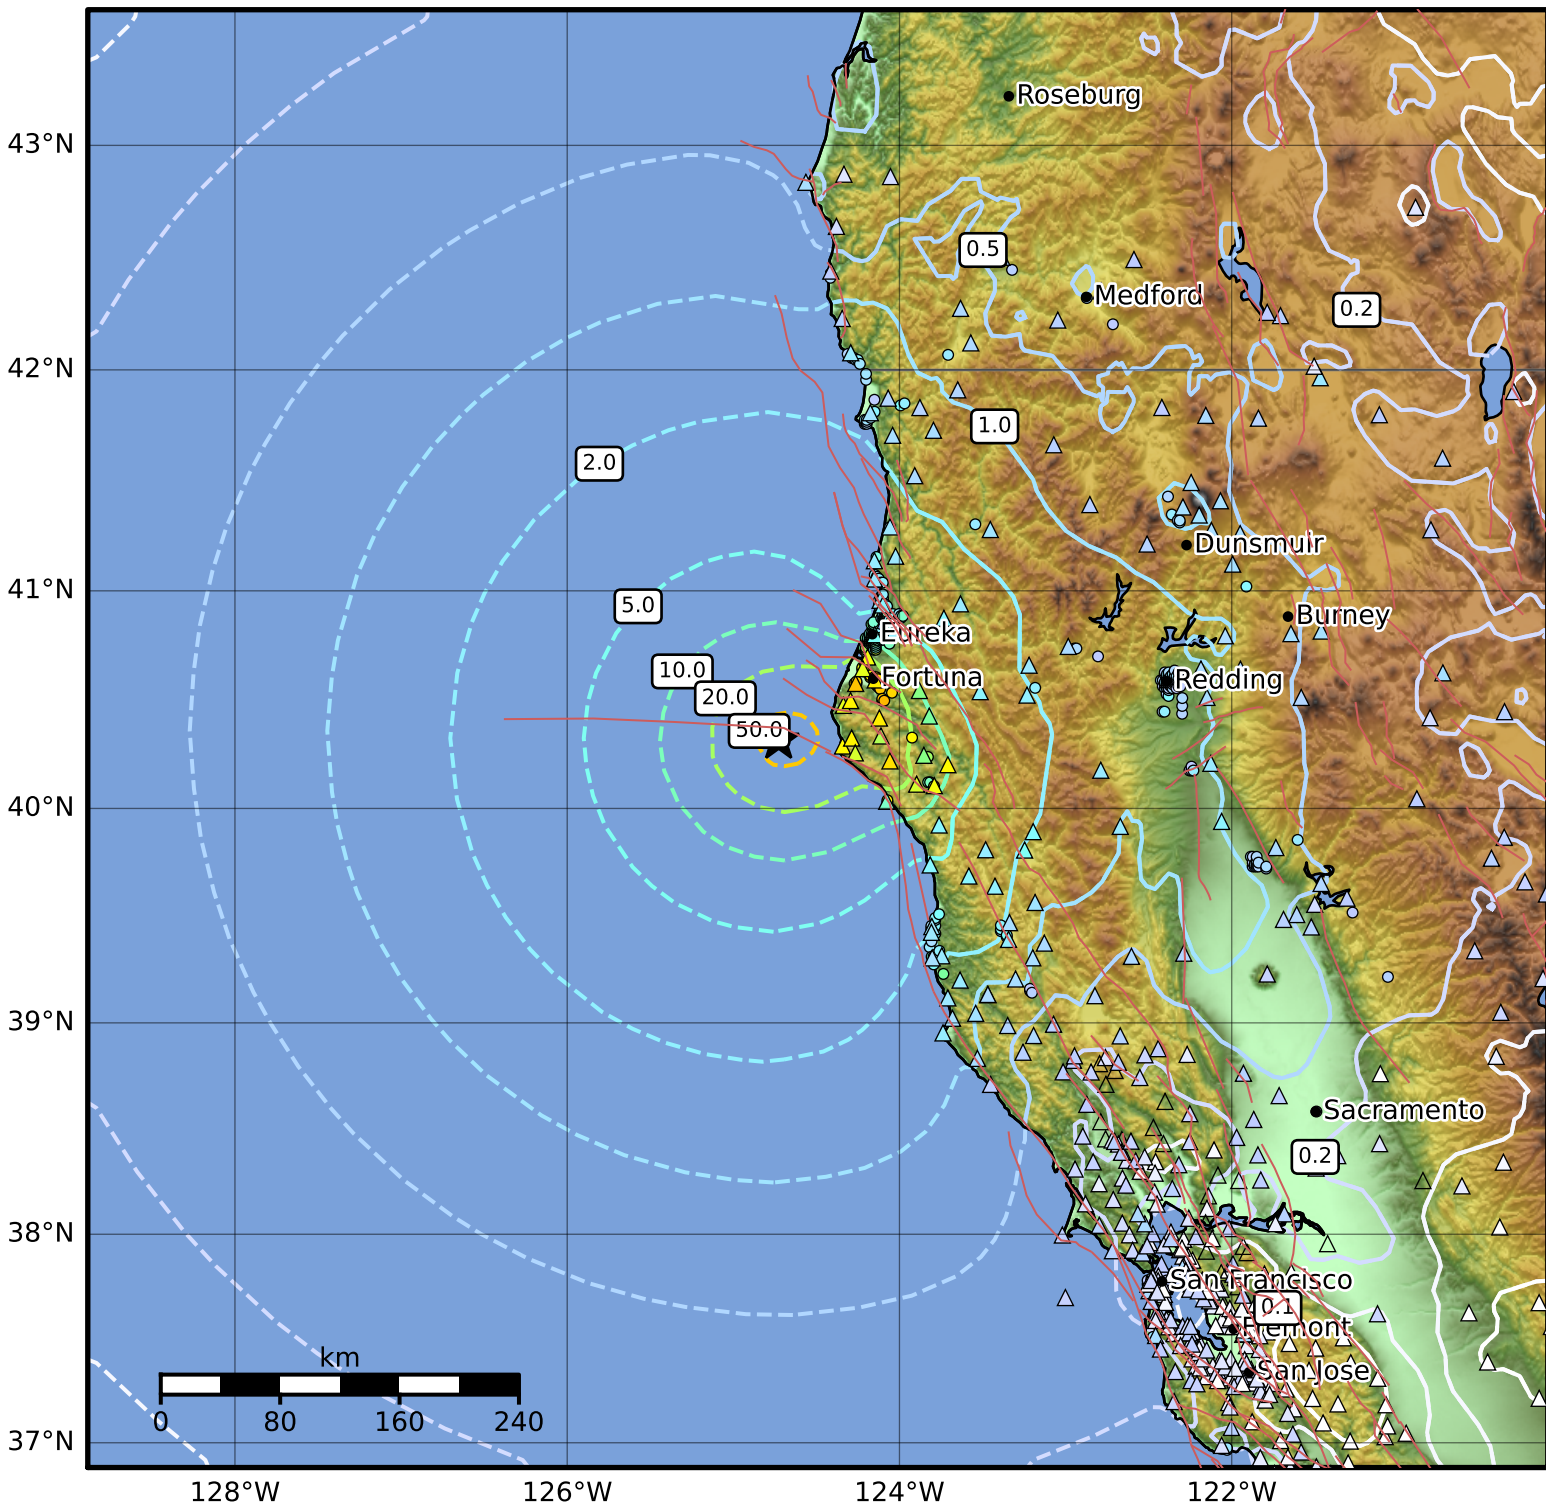 Roseburg
43°N
0.5
Medford
0.2
42°N
1.0
2.0
Dunsmuir
41°N
5.0
Burney
Eureka
10.0
Fortuna
Redding
20.0
50.0
40°N
39°N
Sacramento
0.2
38°N
San Francisco
0.1
Fremont
km
San Jose
0 80 160 240
37°N
128°W 126°W 124°W 122°W